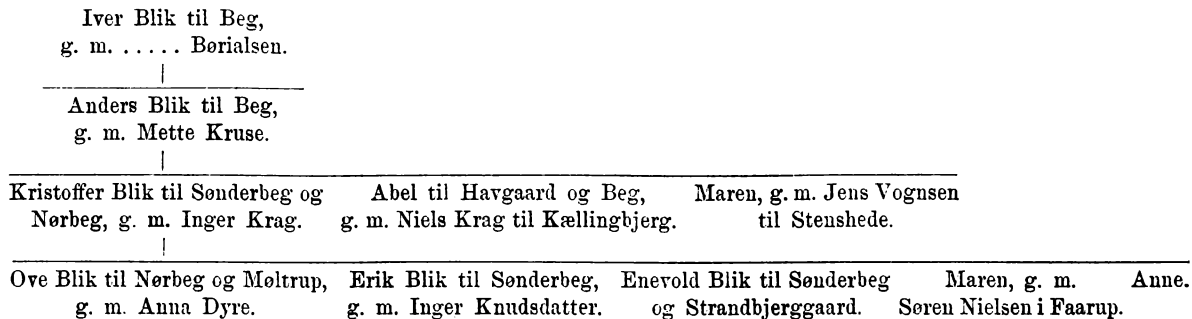 Iver Blik til Beg,
g. m. . . . . . . Børialsen.
Anders Blik til Beg,
g. m. Mette Kruse.
Kristoffer Blik til Sønderbeg og Abel til Havgaard og Beg, Maren, g. m. Jens Vognsen
Nørbeg, g. m. Inger Krag. g. m. Niels Krag til Kællingbjerg. til Stenshede.
Ove Blik til Nørbeg og Møltrup, Erik Blik til Sønderbeg, Enevold Blik til Sønderbeg Maren, g. m. Anne.
g. m. Anna Dyre. g. m. Inger Knudsdatter. og Strandbjerggaard. Søren Nielsen i Faarup.